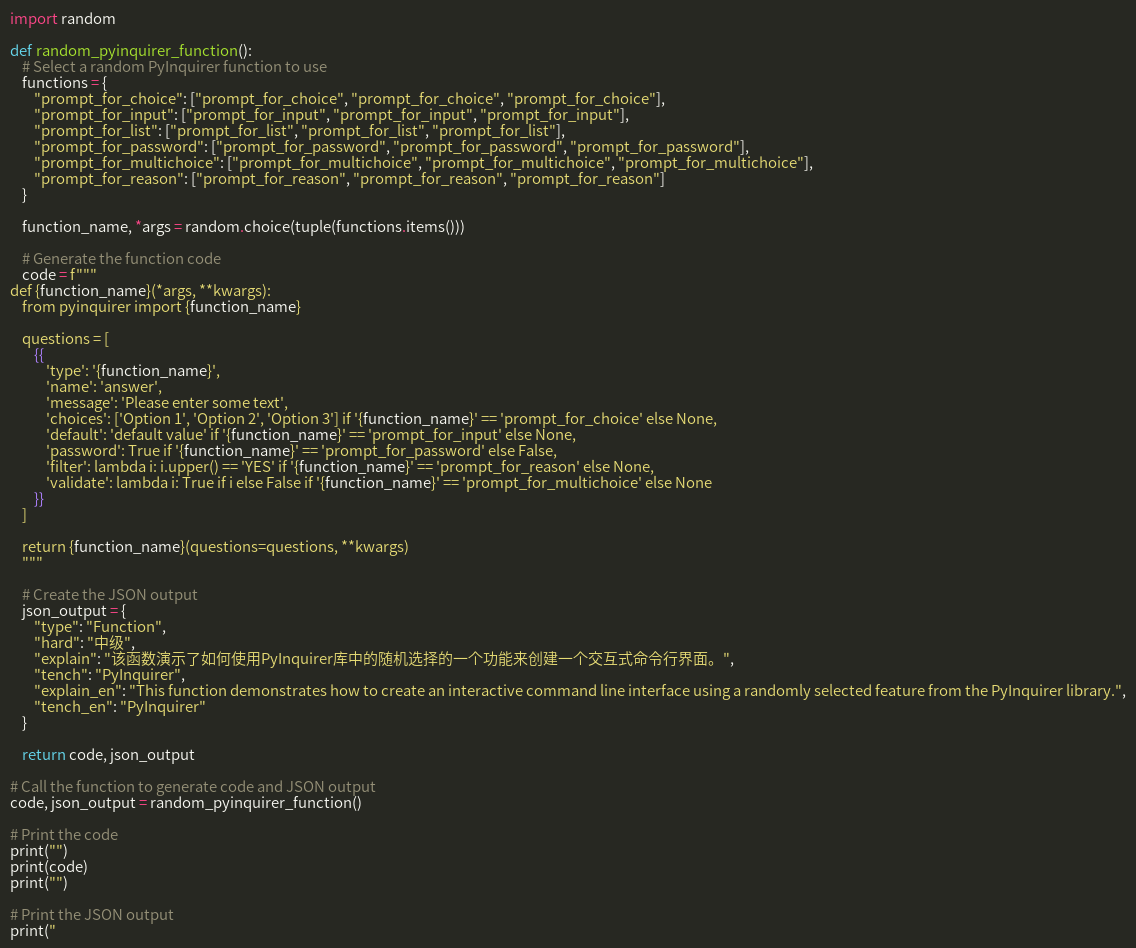 import random

def random_pyinquirer_function():
    # Select a random PyInquirer function to use
    functions = {
        "prompt_for_choice": ["prompt_for_choice", "prompt_for_choice", "prompt_for_choice"],
        "prompt_for_input": ["prompt_for_input", "prompt_for_input", "prompt_for_input"],
        "prompt_for_list": ["prompt_for_list", "prompt_for_list", "prompt_for_list"],
        "prompt_for_password": ["prompt_for_password", "prompt_for_password", "prompt_for_password"],
        "prompt_for_multichoice": ["prompt_for_multichoice", "prompt_for_multichoice", "prompt_for_multichoice"],
        "prompt_for_reason": ["prompt_for_reason", "prompt_for_reason", "prompt_for_reason"]
    }

    function_name, *args = random.choice(tuple(functions.items()))

    # Generate the function code
    code = f"""
def {function_name}(*args, **kwargs):
    from pyinquirer import {function_name}

    questions = [
        {{
            'type': '{function_name}',
            'name': 'answer',
            'message': 'Please enter some text',
            'choices': ['Option 1', 'Option 2', 'Option 3'] if '{function_name}' == 'prompt_for_choice' else None,
            'default': 'default value' if '{function_name}' == 'prompt_for_input' else None,
            'password': True if '{function_name}' == 'prompt_for_password' else False,
            'filter': lambda i: i.upper() == 'YES' if '{function_name}' == 'prompt_for_reason' else None,
            'validate': lambda i: True if i else False if '{function_name}' == 'prompt_for_multichoice' else None
        }}
    ]

    return {function_name}(questions=questions, **kwargs)
    """

    # Create the JSON output
    json_output = {
        "type": "Function",
        "hard": "中级",
        "explain": "该函数演示了如何使用PyInquirer库中的随机选择的一个功能来创建一个交互式命令行界面。",
        "tench": "PyInquirer",
        "explain_en": "This function demonstrates how to create an interactive command line interface using a randomly selected feature from the PyInquirer library.",
        "tench_en": "PyInquirer"
    }

    return code, json_output

# Call the function to generate code and JSON output
code, json_output = random_pyinquirer_function()

# Print the code
print("")
print(code)
print("")

# Print the JSON output
print("